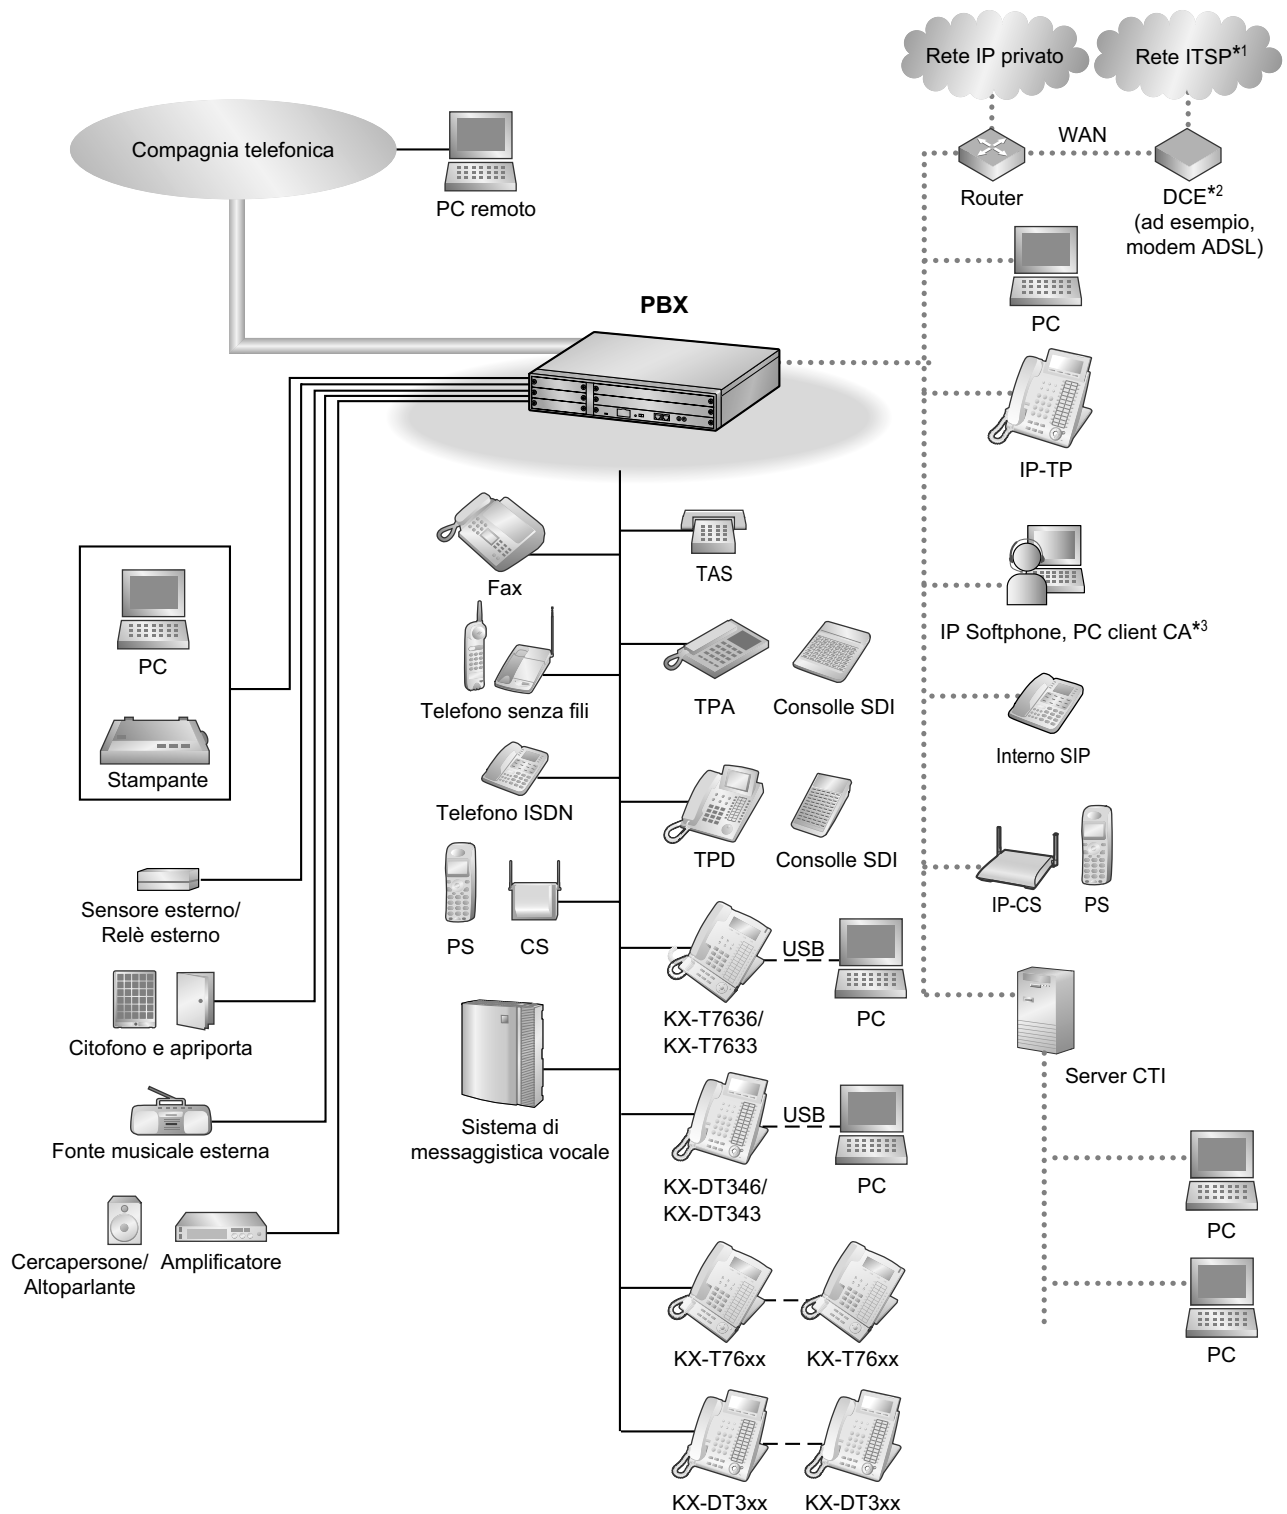 Rete IP privato
Rete ITSP*1
Compagnia telefonica
PC remoto
WAN
Router
DCE*2
(ad esempio,
modem ADSL)
PBX
PC
IP-TP
Fax
TAS
IP Softphone, PC client CA*3
PC
Stampante
Telefono senza fili
TPA
Consolle SDI
Interno SIP
Telefono ISDN
TPD
Consolle SDI
Sensore esterno/
Relè esterno
PS
CS
IP-CS
PS
USB
KX-T7636/
KX-T7633
PC
Citofono e apriporta
Server CTI
Sistema di
messaggistica vocale
USB
KX-DT346/
KX-DT343
PC
Fonte musicale esterna
PC
Cercapersone/
Altoparlante
Amplificatore
KX-T76xx
KX-T76xx
PC
KX-DT3xx
KX-DT3xx